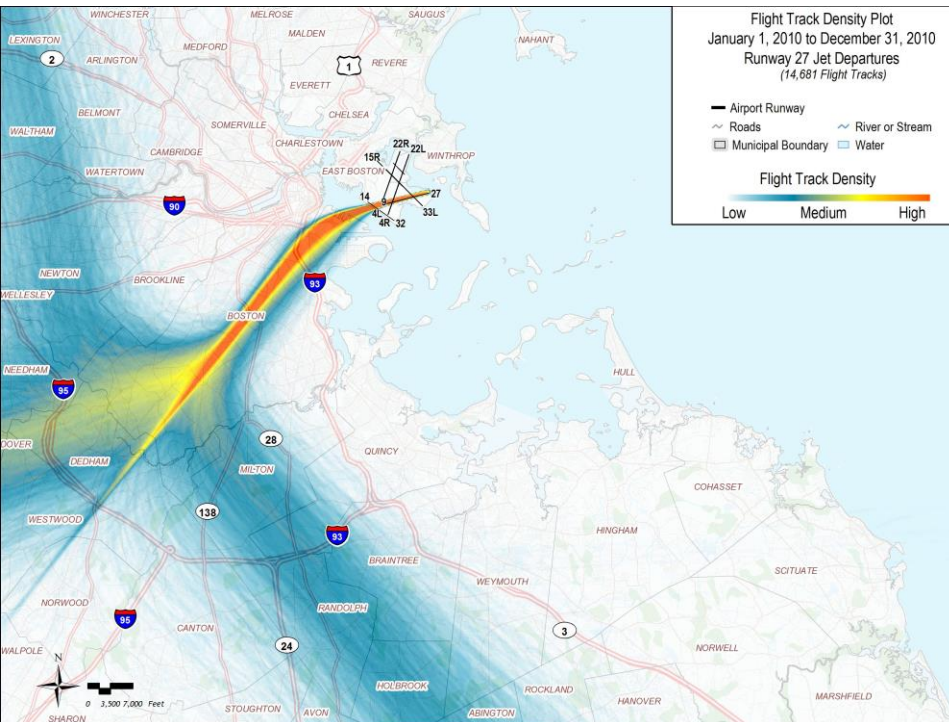 Flight Track Density Plot
January 1, 2010 to December 31, 2010
Runway 27 Jet Departures
(14,681 Flight Tracks)
Airport Runway
Roads
River or Stream
Municipal Boundary
Water
Flight Track Density
Low
Medium
High
WINCHESTER
MELROSE
SAUGUS
LEXINGTON
MEDFORD
MALDEN
NAHANT
2
ARLINGTON
1
REVERE
EVERETT
BELMONT
CHELSEA
SOMERVILLE
WALTHAM
CHARLESTOWN
22R
22L
CAMBRIDGE
15R
WINTHROP
WATERTOWN
EAST BOSTON
90
14
9
27
4L
33L
4R
32
NEWTON
BROOKLINE
93
WELLESLEY
BOSTON
NEEDHAM
HULL
95
DOVER
28
DEDHAM
MILTON
QUINCY
COHASSET
138
WESTWOOD
93
HINGHAM
BRAINTREE
SCITUATE
WEYMOUTH
NORWOOD
RANDOLPH
95
CANTON
3
WALPOLE
24
NORWELL
N
HOLBROOK
ROCKLAND
MARSHFIELD
0 3,500 7,000 Feet
HANOVER
SHARON
STOUGHTON
AVON
ABINGTON